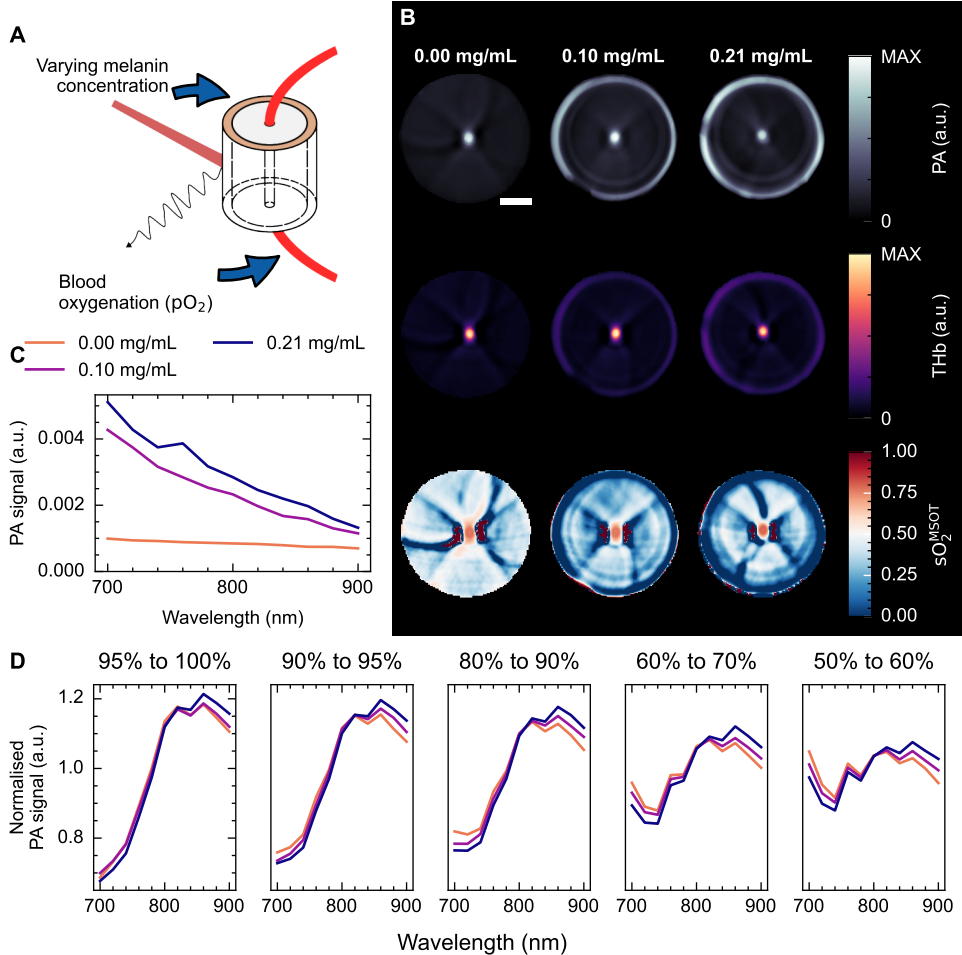 A
Varying melanin
concentration
Blood
oxygenation (pO₂)
B
0.00 mg/mL 0.10 mg/mL 0.21 mg/mL
MAX
PA (a.u.)
0
MAX
THb (a.u.)
0
1.00
0.75
0.50
0.25
0.00
sO₂ᴹˢᴼᵀ
C
0.00 mg/mL
0.10 mg/mL
0.21 mg/mL
PA signal (a.u.)
0.004
0.002
0.000
700 800 900
Wavelength (nm)
D
95% to 100% 90% to 95% 80% to 90% 60% to 70% 50% to 60%
Normalised
PA signal (a.u.)
1.2
1.0
0.8
700 800 900 700 800 900 700 800 900 700 800 900 700 800 900
Wavelength (nm)